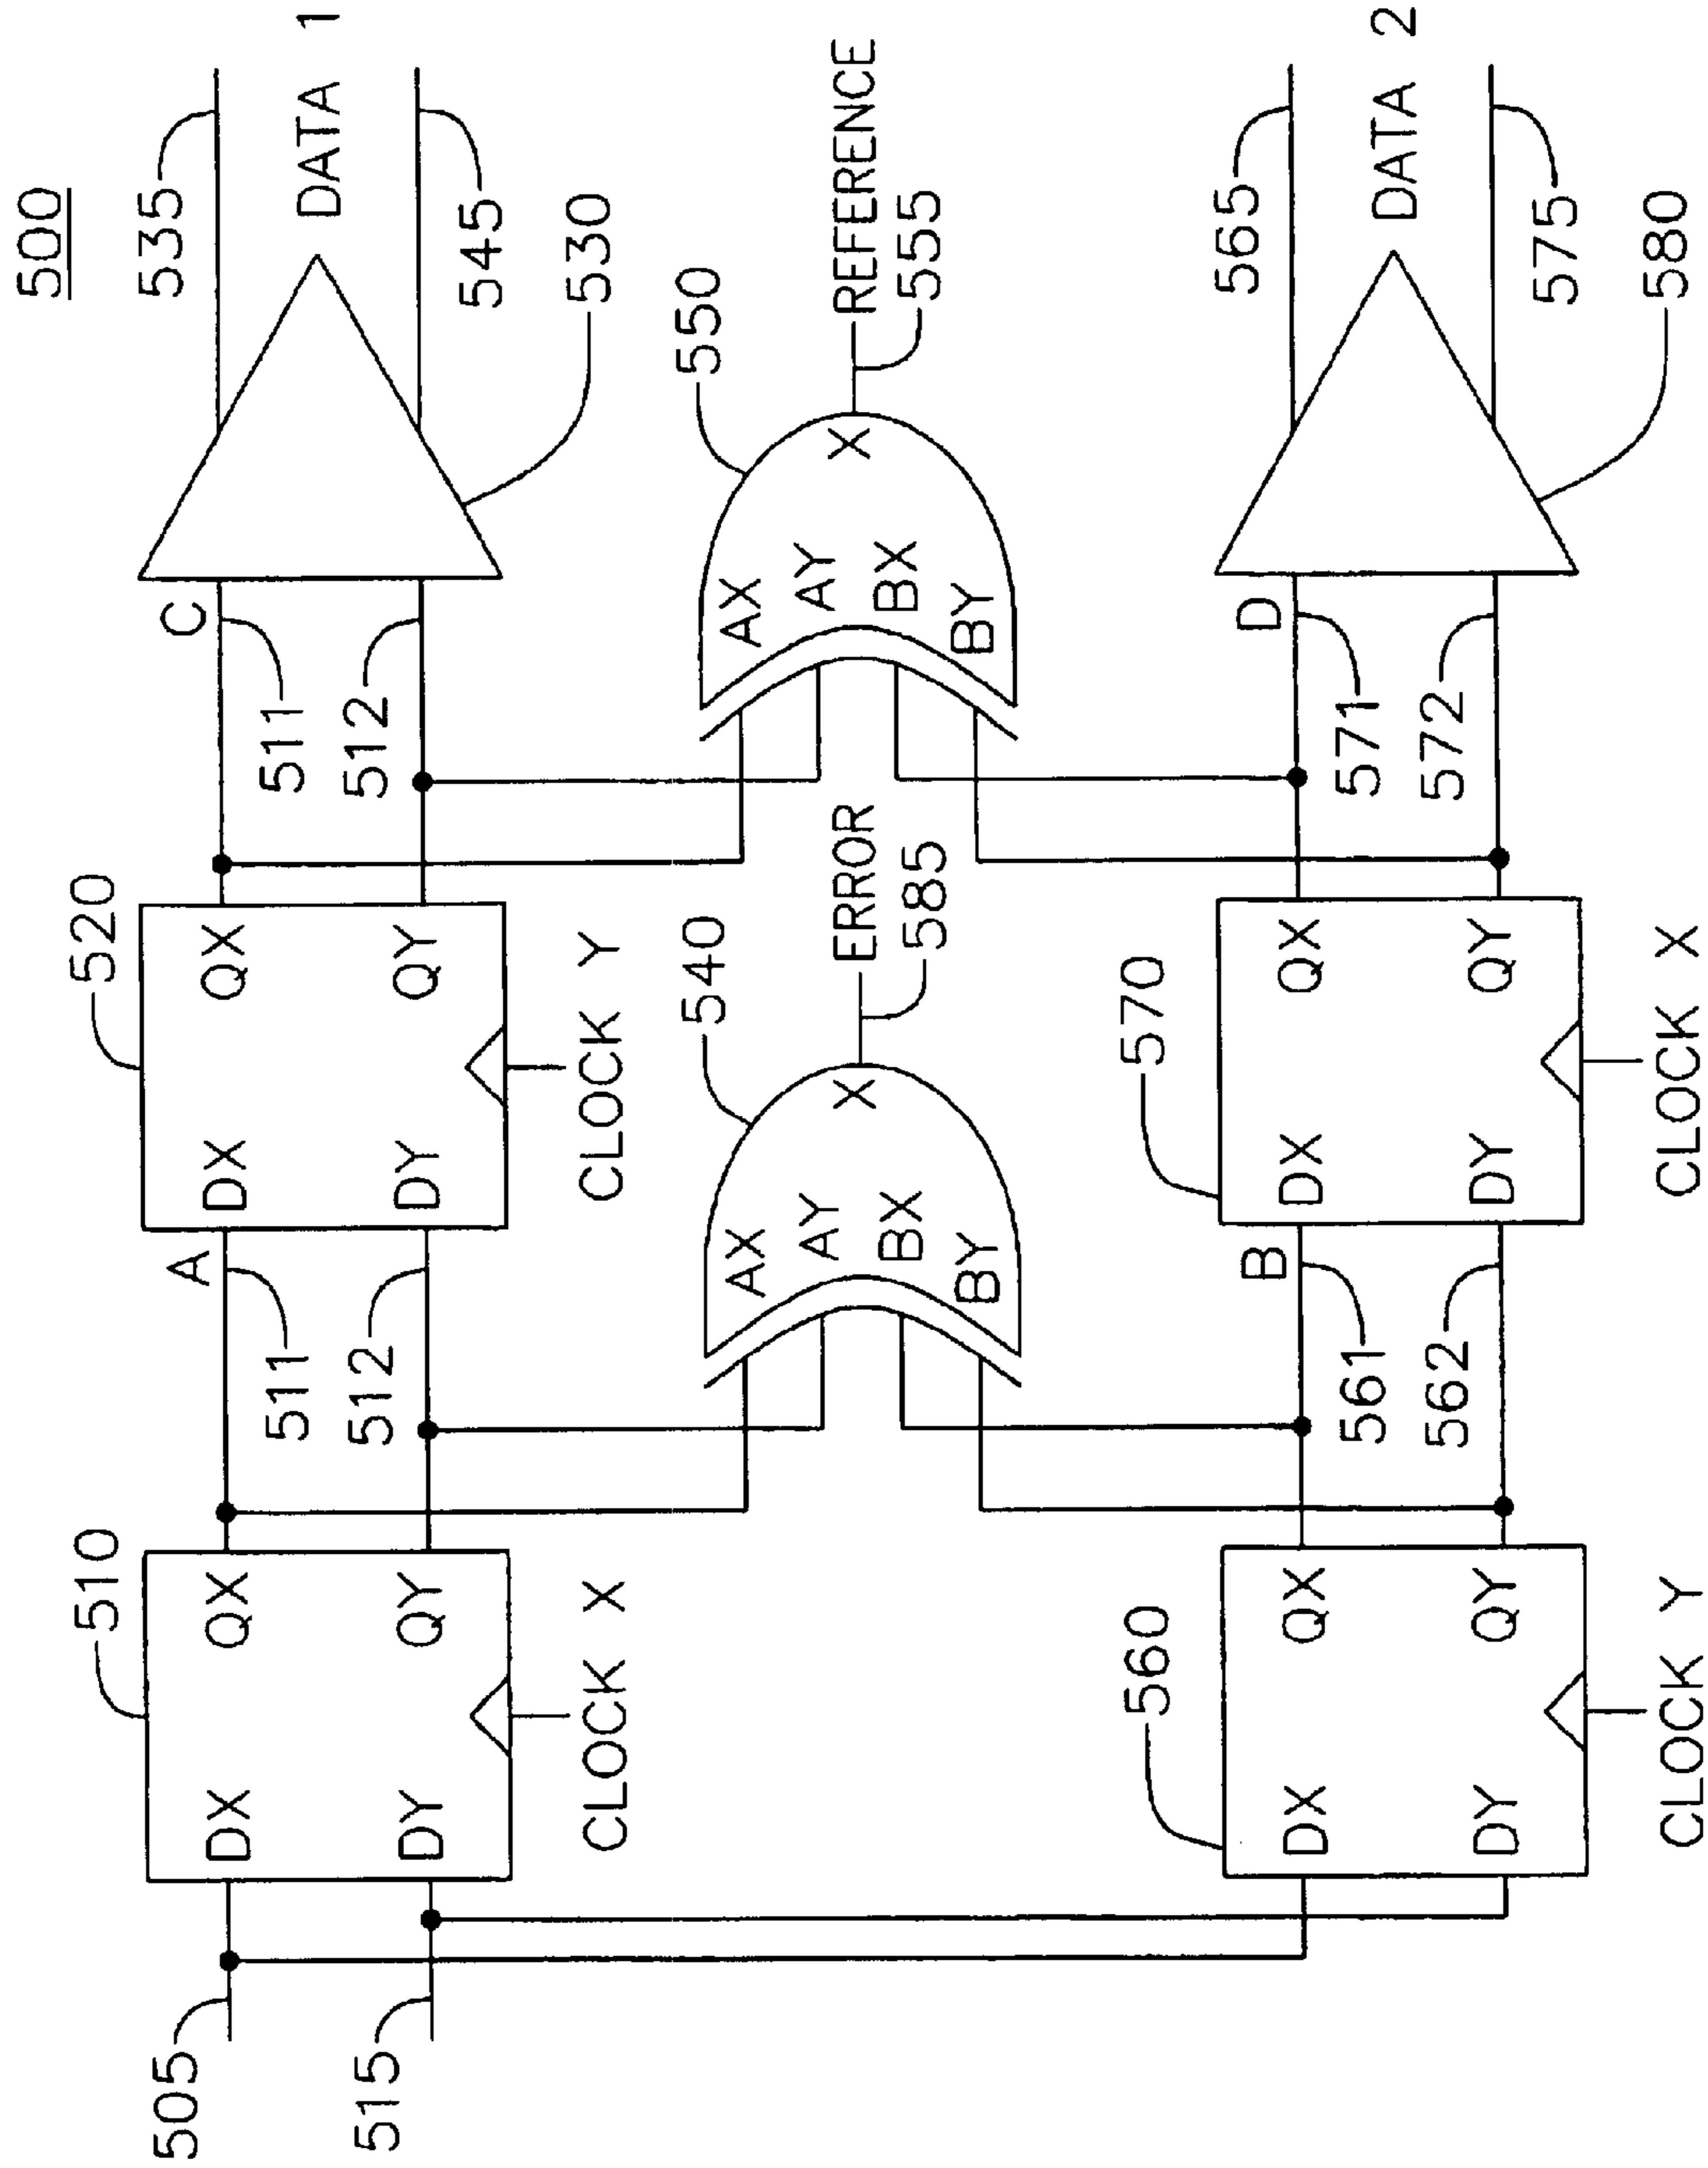 500
505
515
DX
DY
QX
QY
510
CLOCK X
A
511
512
DX
DY
QX
QY
520
CLOCK Y
C
511
512
530
535
545
DATA 1
AX
AY
BX
BY
X
540
ERROR
585
AX
AY
BX
BY
X
550
REFERENCE
555
DX
DY
QX
QY
560
CLOCK Y
B
561
562
DX
DY
QX
QY
570
CLOCK X
D
571
572
580
565
575
DATA 2